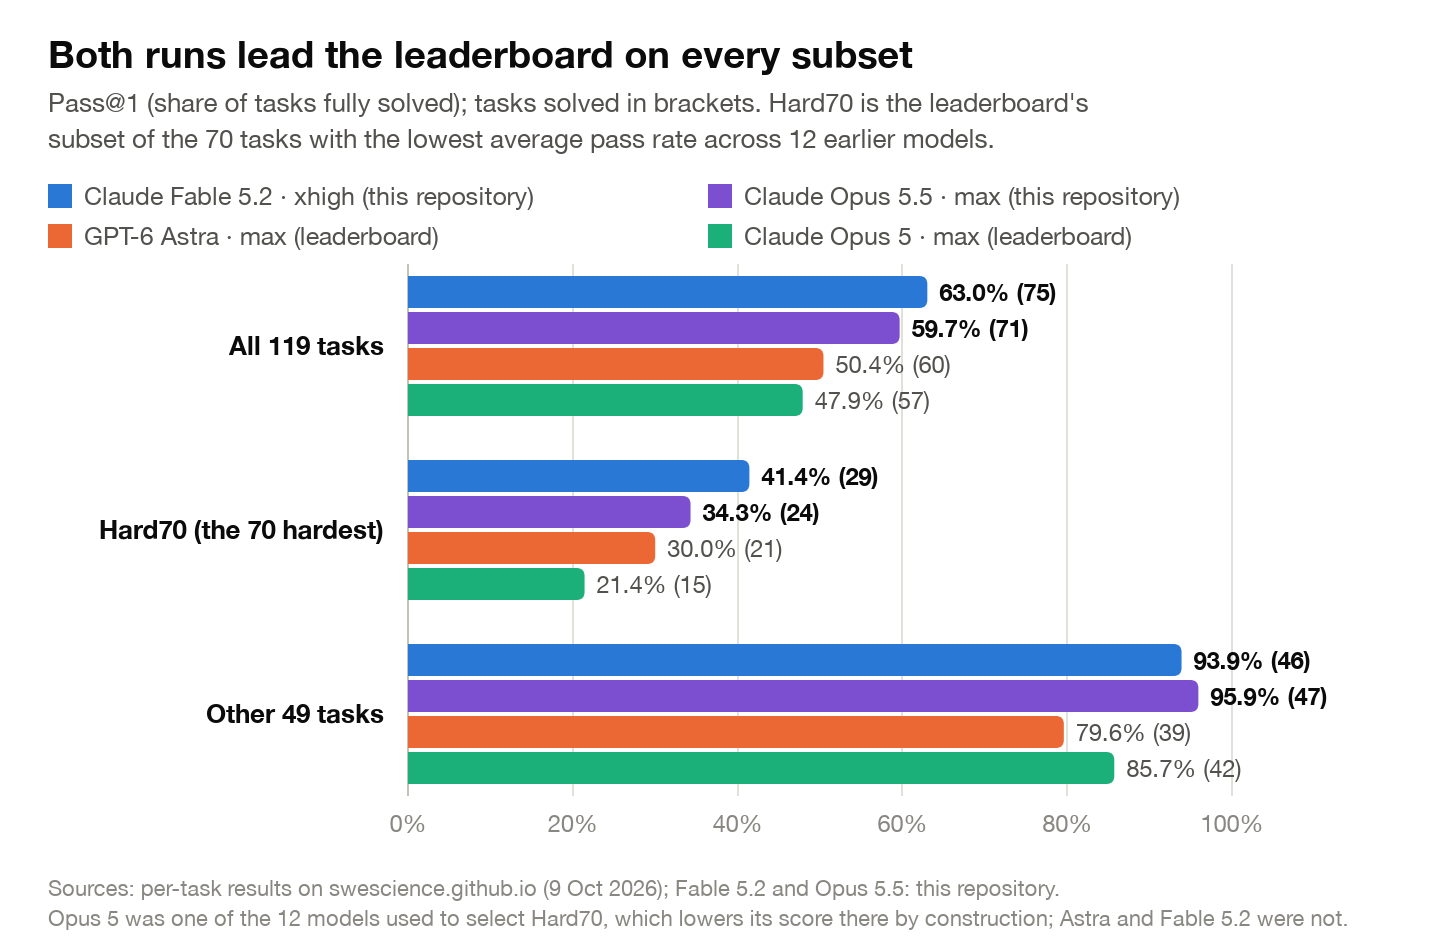 Both runs lead the leaderboard on every subset
Pass@1 (share of tasks fully solved); tasks solved in brackets. Hard70 is the leaderboard's
subset of the 70 tasks with the lowest average pass rate across 12 earlier models.
Claude Fable 5.2 · xhigh (this repository)
Claude Opus 5.5 · max (this repository)
GPT-6 Astra · max (leaderboard)
Claude Opus 5 · max (leaderboard)
All 119 tasks
63.0% (75)
59.7% (71)
50.4% (60)
47.9% (57)
Hard70 (the 70 hardest)
41.4% (29)
34.3% (24)
30.0% (21)
21.4% (15)
Other 49 tasks
93.9% (46)
95.9% (47)
79.6% (39)
85.7% (42)
0% 20% 40% 60% 80% 100%
Sources: per-task results on swescience.github.io (9 Oct 2026); Fable 5.2 and Opus 5.5: this repository.
Opus 5 was one of the 12 models used to select Hard70, which lowers its score there by construction; Astra and Fable 5.2 were not.